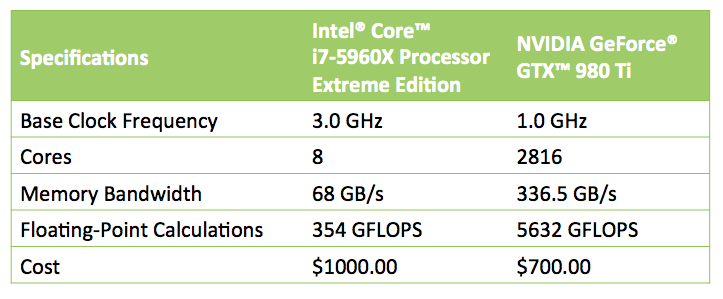 Specifications Intel® Core™ i7-5960X Processor Extreme Edition NVIDIA GeForce® GTX™ 980 Ti
Base Clock Frequency 3.0 GHz 1.0 GHz
Cores 8 2816
Memory Bandwidth 68 GB/s 336.5 GB/s
Floating-Point Calculations 354 GFLOPS 5632 GFLOPS
Cost $1000.00 $700.00